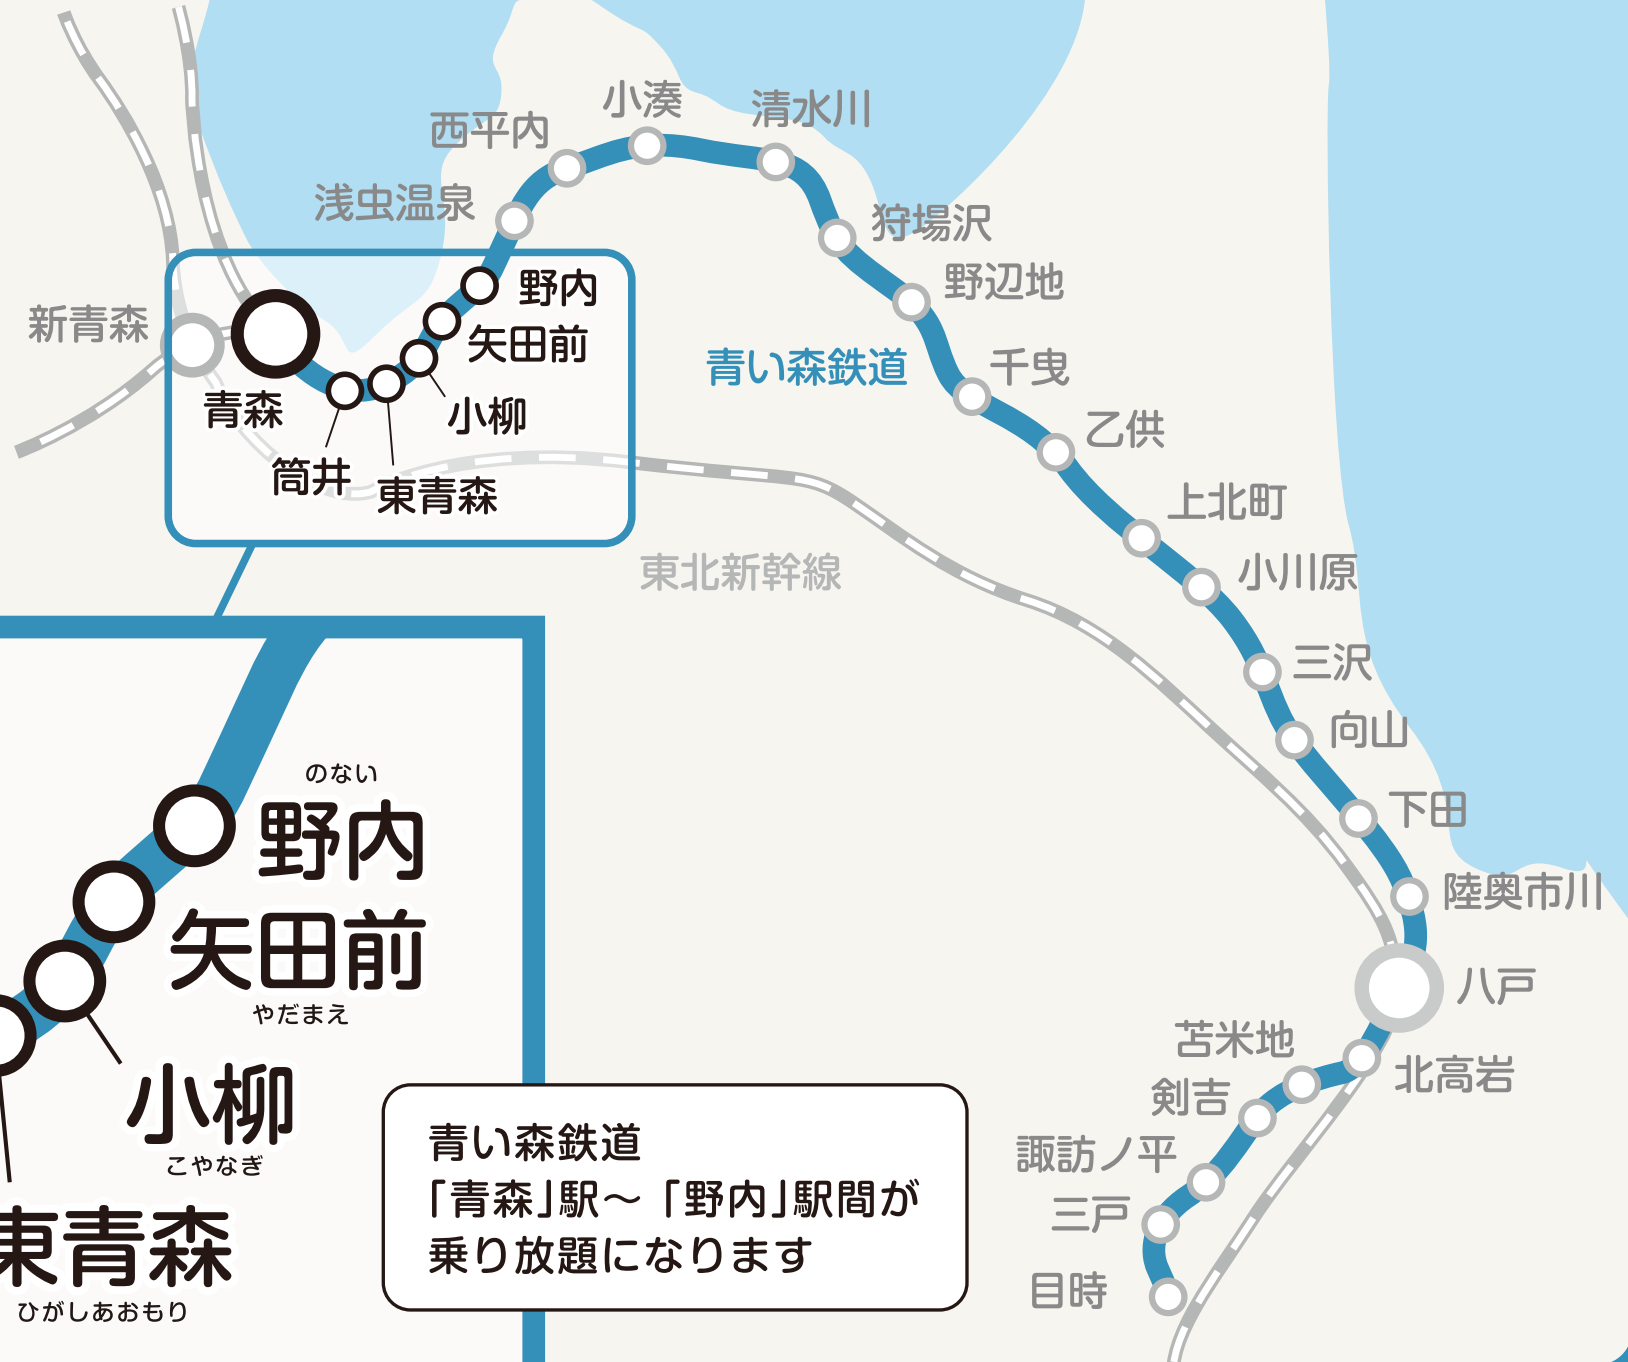 小湊
清水川
西平内
浅虫温泉
狩場沢
野内
野辺地
新青森
矢田前
青い森鉄道
千曳
青森
小柳
乙供
筒井
東青森
上北町
東北新幹線
小川原
三沢
向山
のない
野内
下田
陸奥市川
矢田前
やだまえ
八戸
苫米地
北高岩
小柳
こやなぎ
剣吉
諏訪ノ平
三戸
目時
東青森
ひがしあおもり
青い森鉄道
「青森」駅～「野内」駅間が
乗り放題になります